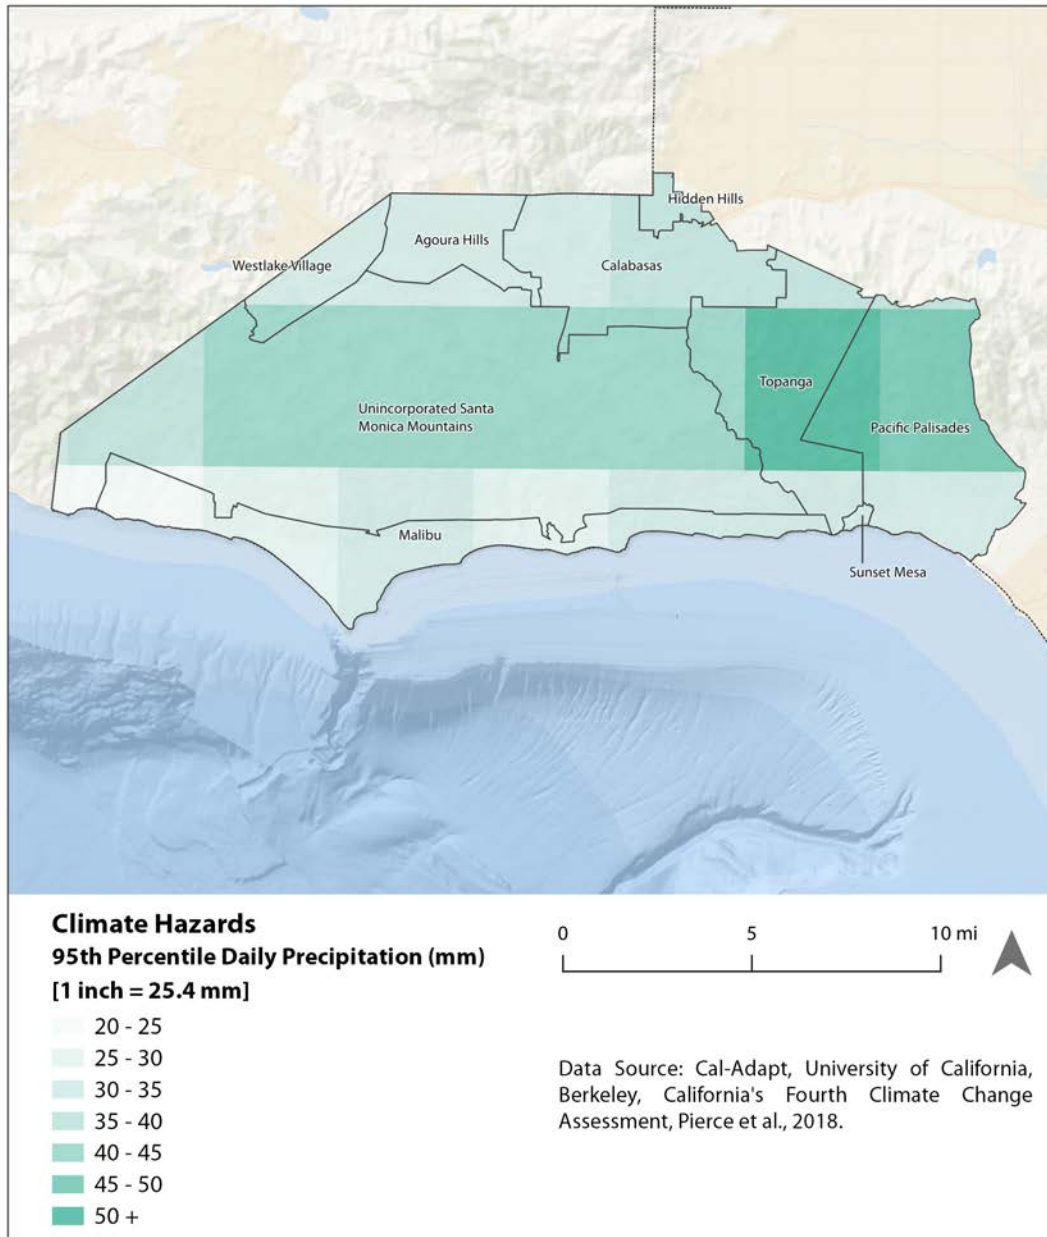 Hidden Hills
Agoura Hills
Westlake Village
Calabasas
Topanga
Unincorporated Santa
Monica Mountains
Pacific Palisades
Malibu
Sunset Mesa
Climate Hazards
95th Percentile Daily Precipitation (mm)
[1 inch = 25.4 mm]
20 - 25
25 - 30
30 - 35
35 - 40
40 - 45
45 - 50
50 +
0 5 10 mi
Data Source: Cal-Adapt, University of California,
Berkeley, California's Fourth Climate Change
Assessment, Pierce et al., 2018.